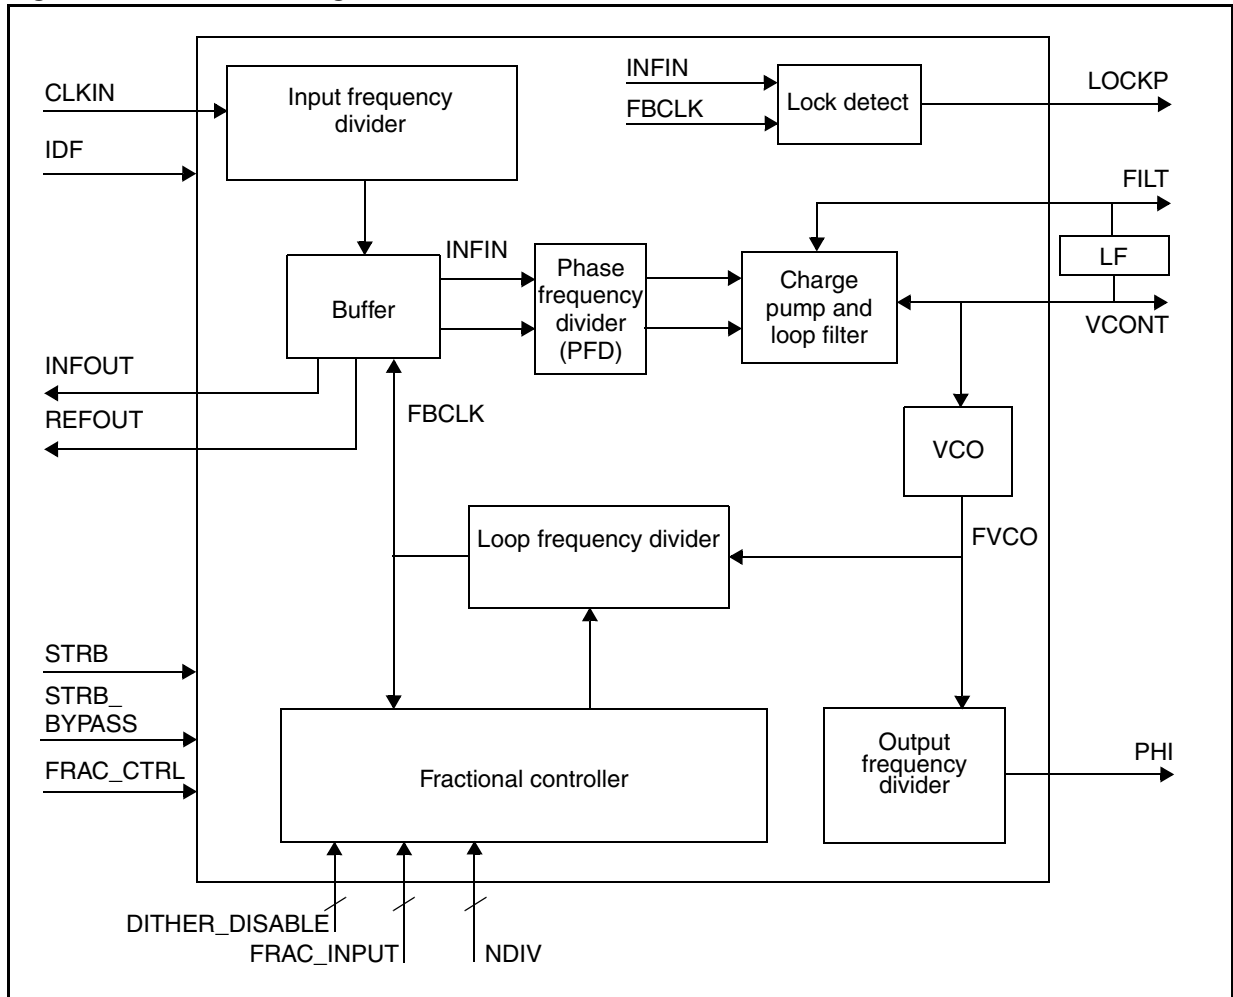 CLKIN
IDF
Input frequency
divider
INFIN
FBCLK
Lock detect
LOCKP
FILT
LF
VCONT
Buffer
INFIN
Phase
frequency
divider
(PFD)
Charge
pump and
loop filter
INFOUT
REFOUT
FBCLK
VCO
FVCO
Loop frequency divider
STRB
STRB_
BYPASS
FRAC_CTRL
Fractional controller
Output
frequency
divider
PHI
DITHER_DISABLE
FRAC_INPUT
NDIV